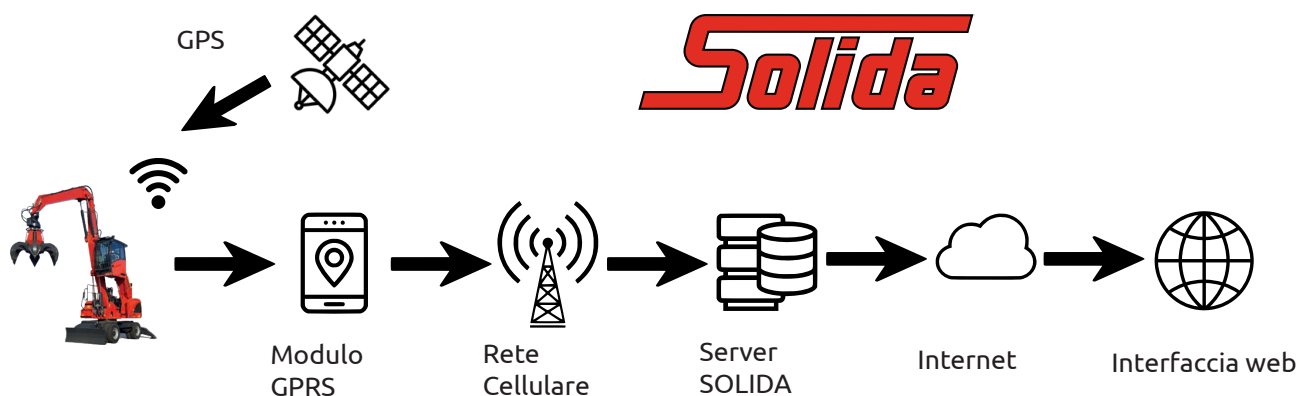 GPS
Solida
Modulo
GPRS
Rete
Cellulare
Server
SOLIDA
Internet
Interfaccia web